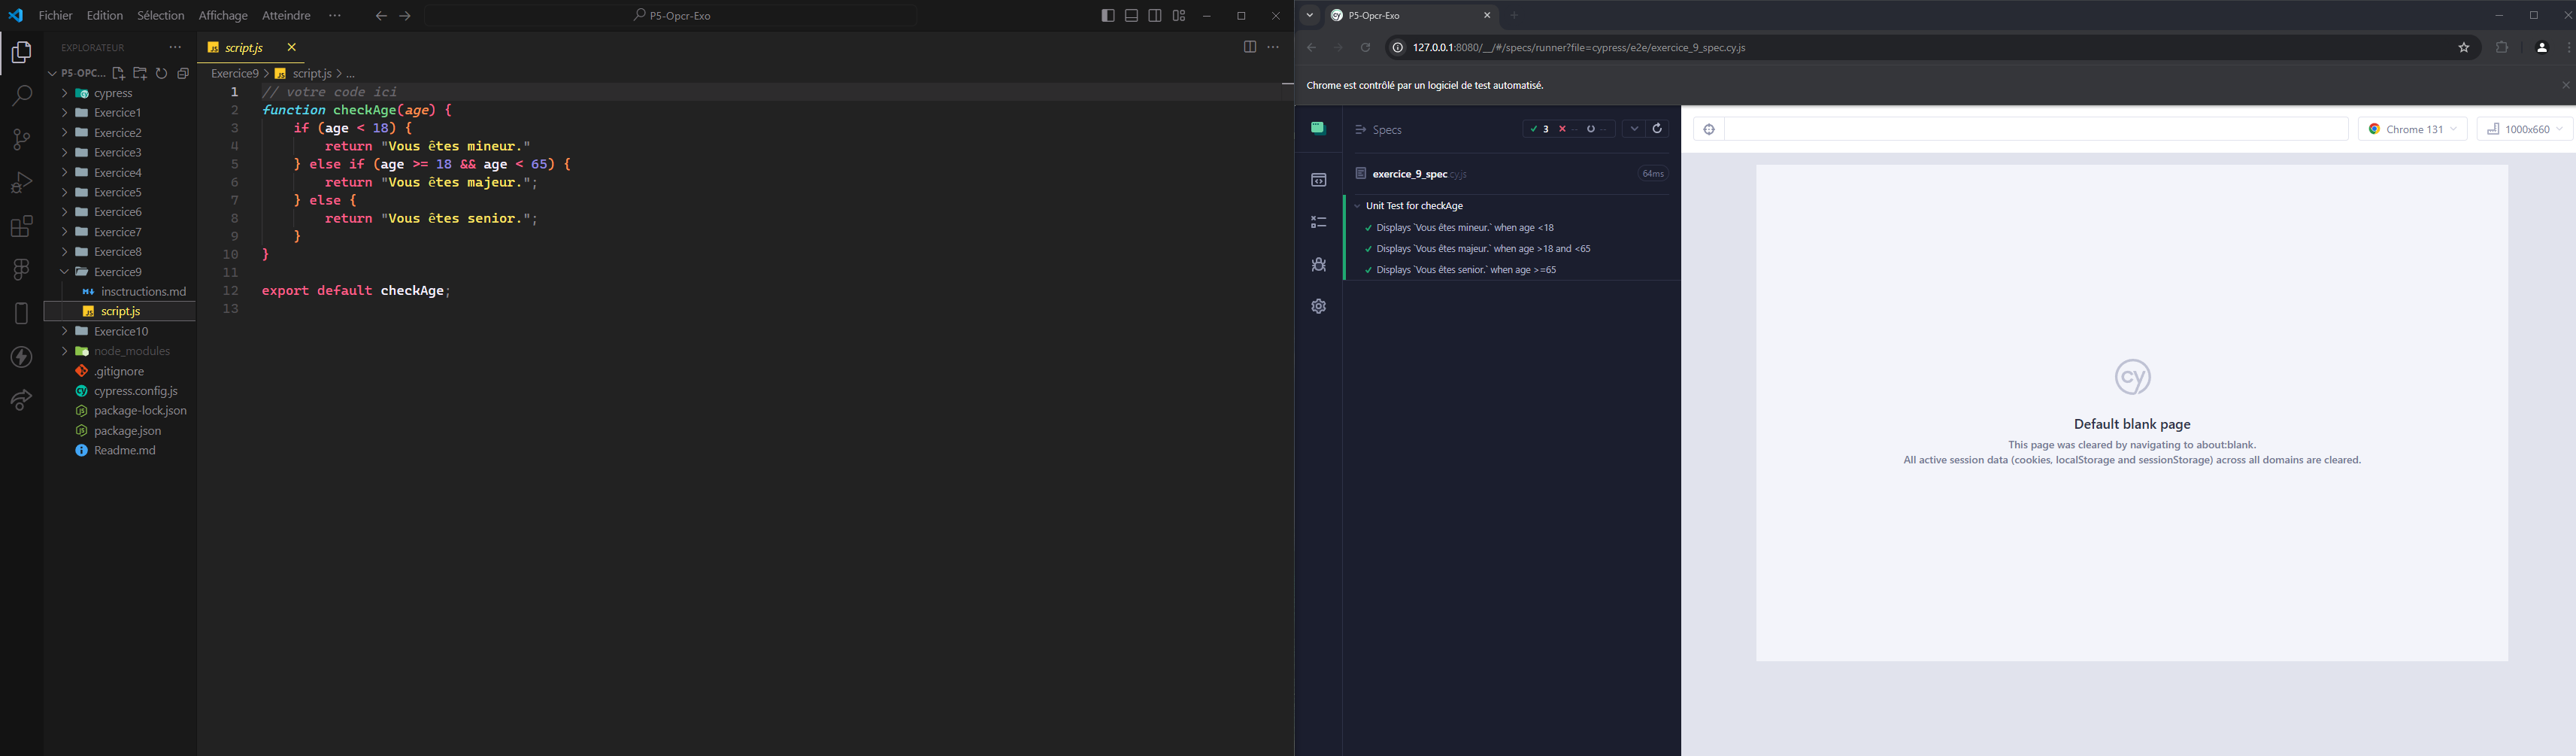 Fichier Edition Sélection Affichage Atteindre ··· P5-Opcr-Exo
EXPLORATEUR ···
P5-OPC...
cypress
Exercice1
Exercice2
Exercice3
Exercice4
Exercice5
Exercice6
Exercice7
Exercice8
Exercice9
insctructions.md
script.js
Exercice10
node_modules
.gitignore
cypress.config.js
package-lock.json
package.json
Readme.md
script.js
Exercice9 > script.js > ...
1 // votre code ici
2 function checkAge(age) {
3 if (age < 18) {
4 return "Vous êtes mineur."
5 } else if (age >= 18 && age < 65) {
6 return "Vous êtes majeur.";
7 } else {
8 return "Vous êtes senior.";
9 }
10 }
11
12 export default checkAge;
13
P5-Opcr-Exo
127.0.0.1:8080/__/#/specs/runner?file=cypress/e2e/exercice_9_spec.cy.js
Chrome est contrôlé par un logiciel de test automatisé.
Specs 3 -- --
exercice_9_spec.cy.js 64ms
Unit Test for checkAge
Displays `Vous êtes mineur.` when age <18
Displays `Vous êtes majeur.` when age >18 and <65
Displays `Vous êtes senior.` when age >=65
Chrome 131 1000x660
cy
Default blank page
This page was cleared by navigating to about:blank.
All active session data (cookies, localStorage and sessionStorage) across all domains are cleared.